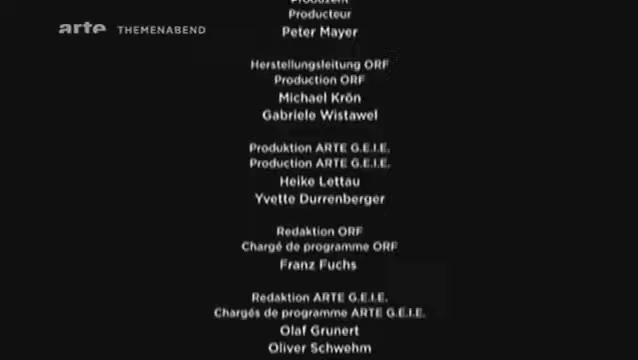 Produzent
arte THEMENABEND
Producteur
Peter Mayer
Herstellungsleitung ORF
Production ORF
Michael Krön
Gabriele Wistawel
Produktion ARTE G.E.I.E.
Production ARTE G.E.I.E.
Heike Lettau
Yvette Durrenberger
Redaktion ORF
Chargé de programme ORF
Franz Fuchs
Redaktion ARTE G.E.I.E.
Chargés de programme ARTE G.E.I.E.
Olaf Grunert
Oliver Schwehm